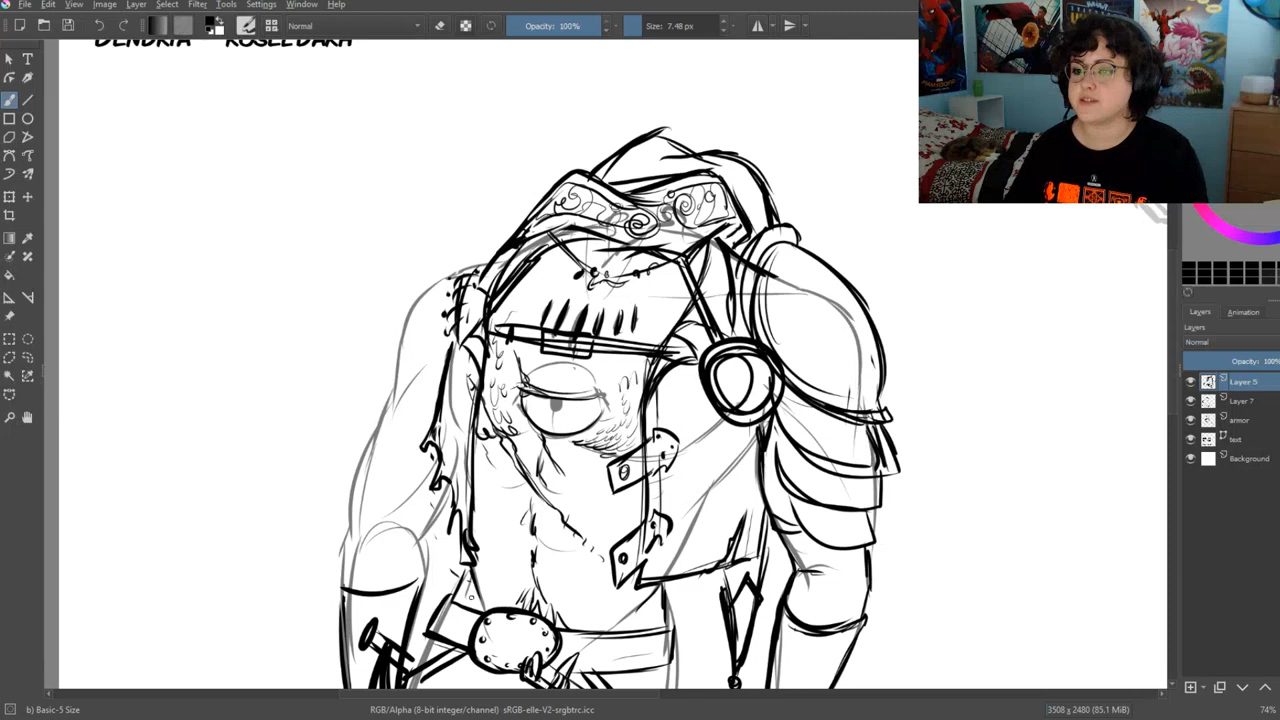 File Edit View Image Layer Select Filter Tools Settings Window Help
Normal
Opacity: 100%
Size: 7.48 px
DENDRIA ROSELDARA
Layers Animation
Layers
Normal
Opacity: 100%
Layer 5
Layer 7
armor
text
Background
b) Basic-5 Size
RGB/Alpha (8-bit integer/channel) sRGB-elle-V2-srgbtrc.icc
3508 x 2480 (85.1 MiB)
74%